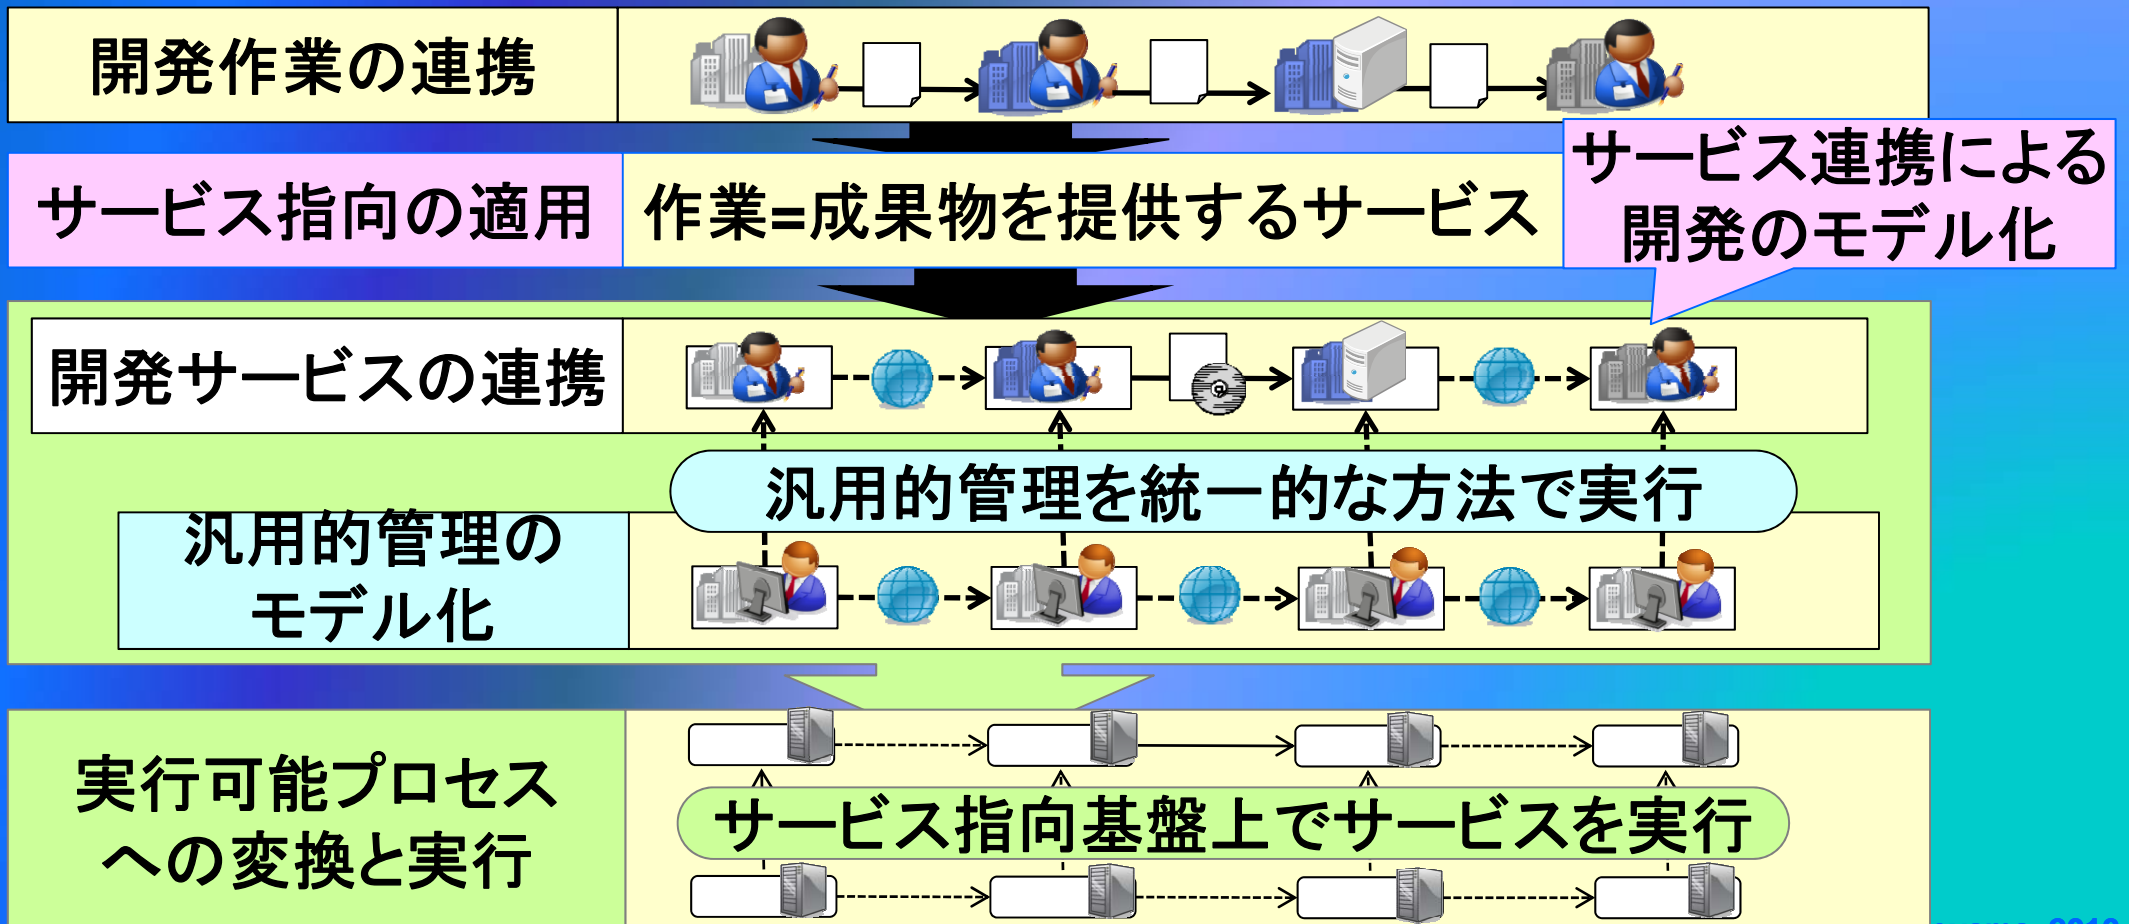 開発作業の連携
サービス指向の適用
作業=成果物を提供するサービス
サービス連携による
開発のモデル化
開発サービスの連携
汎用的管理を統一的な方法で実行
汎用的管理の
モデル化
実行可能プロセス
への変換と実行
サービス指向基盤上でサービスを実行